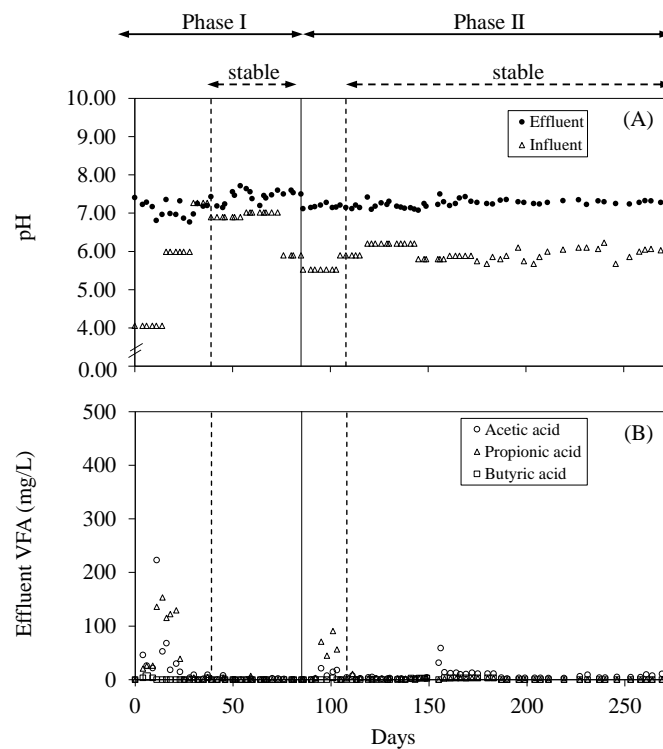 Phase I Phase II
stable stable
10.00
9.00
8.00
7.00
6.00
5.00
4.00
0.00
pH
(A)
Effluent
Influent
500
400
300
200
100
0
Effluent VFA (mg/L)
(B)
Acetic acid
Propionic acid
Butyric acid
0 50 100 150 200 250
Days